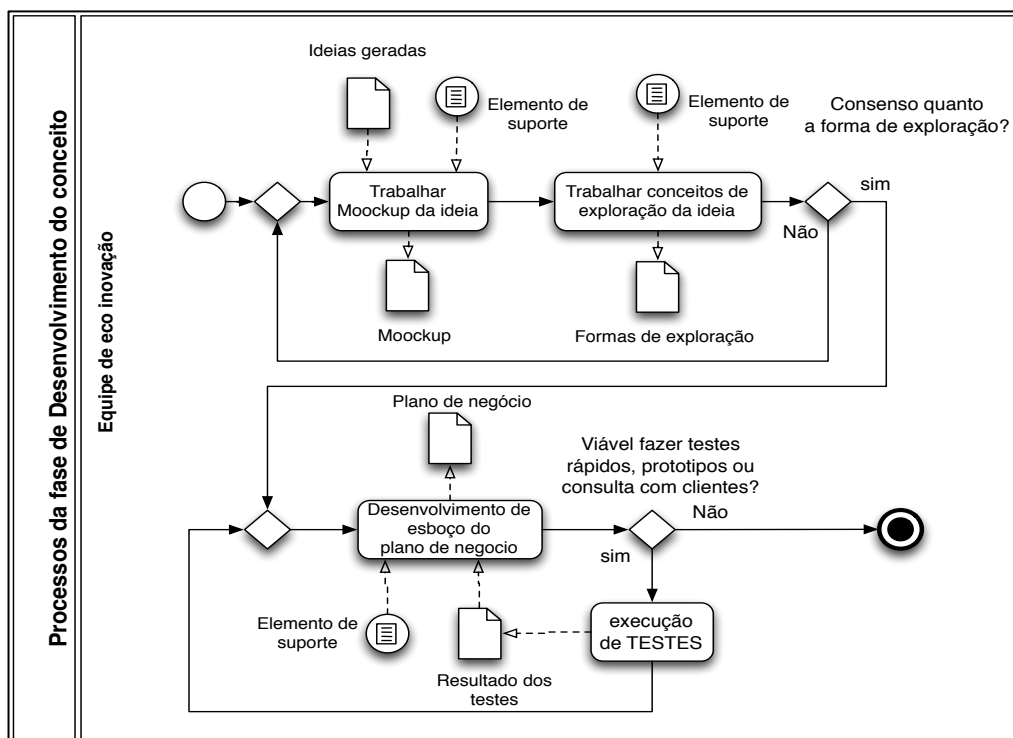 Processos da fase de Desenvolvimento do conceito
Equipe de eco inovação
Ideias geradas
Elemento de
suporte
Elemento de
suporte
Consenso quanto
a forma de exploração?
Trabalhar
Moockup da ideia
Trabalhar conceitos de
exploração da ideia
sim
Não
Moockup
Formas de exploração
Plano de negócio
Viável fazer testes
rápidos, prototipos ou
consulta com clientes?
Desenvolvimento de
esboço do
plano de negocio
Não
sim
Elemento de
suporte
execução
de TESTES
Resultado dos
testes